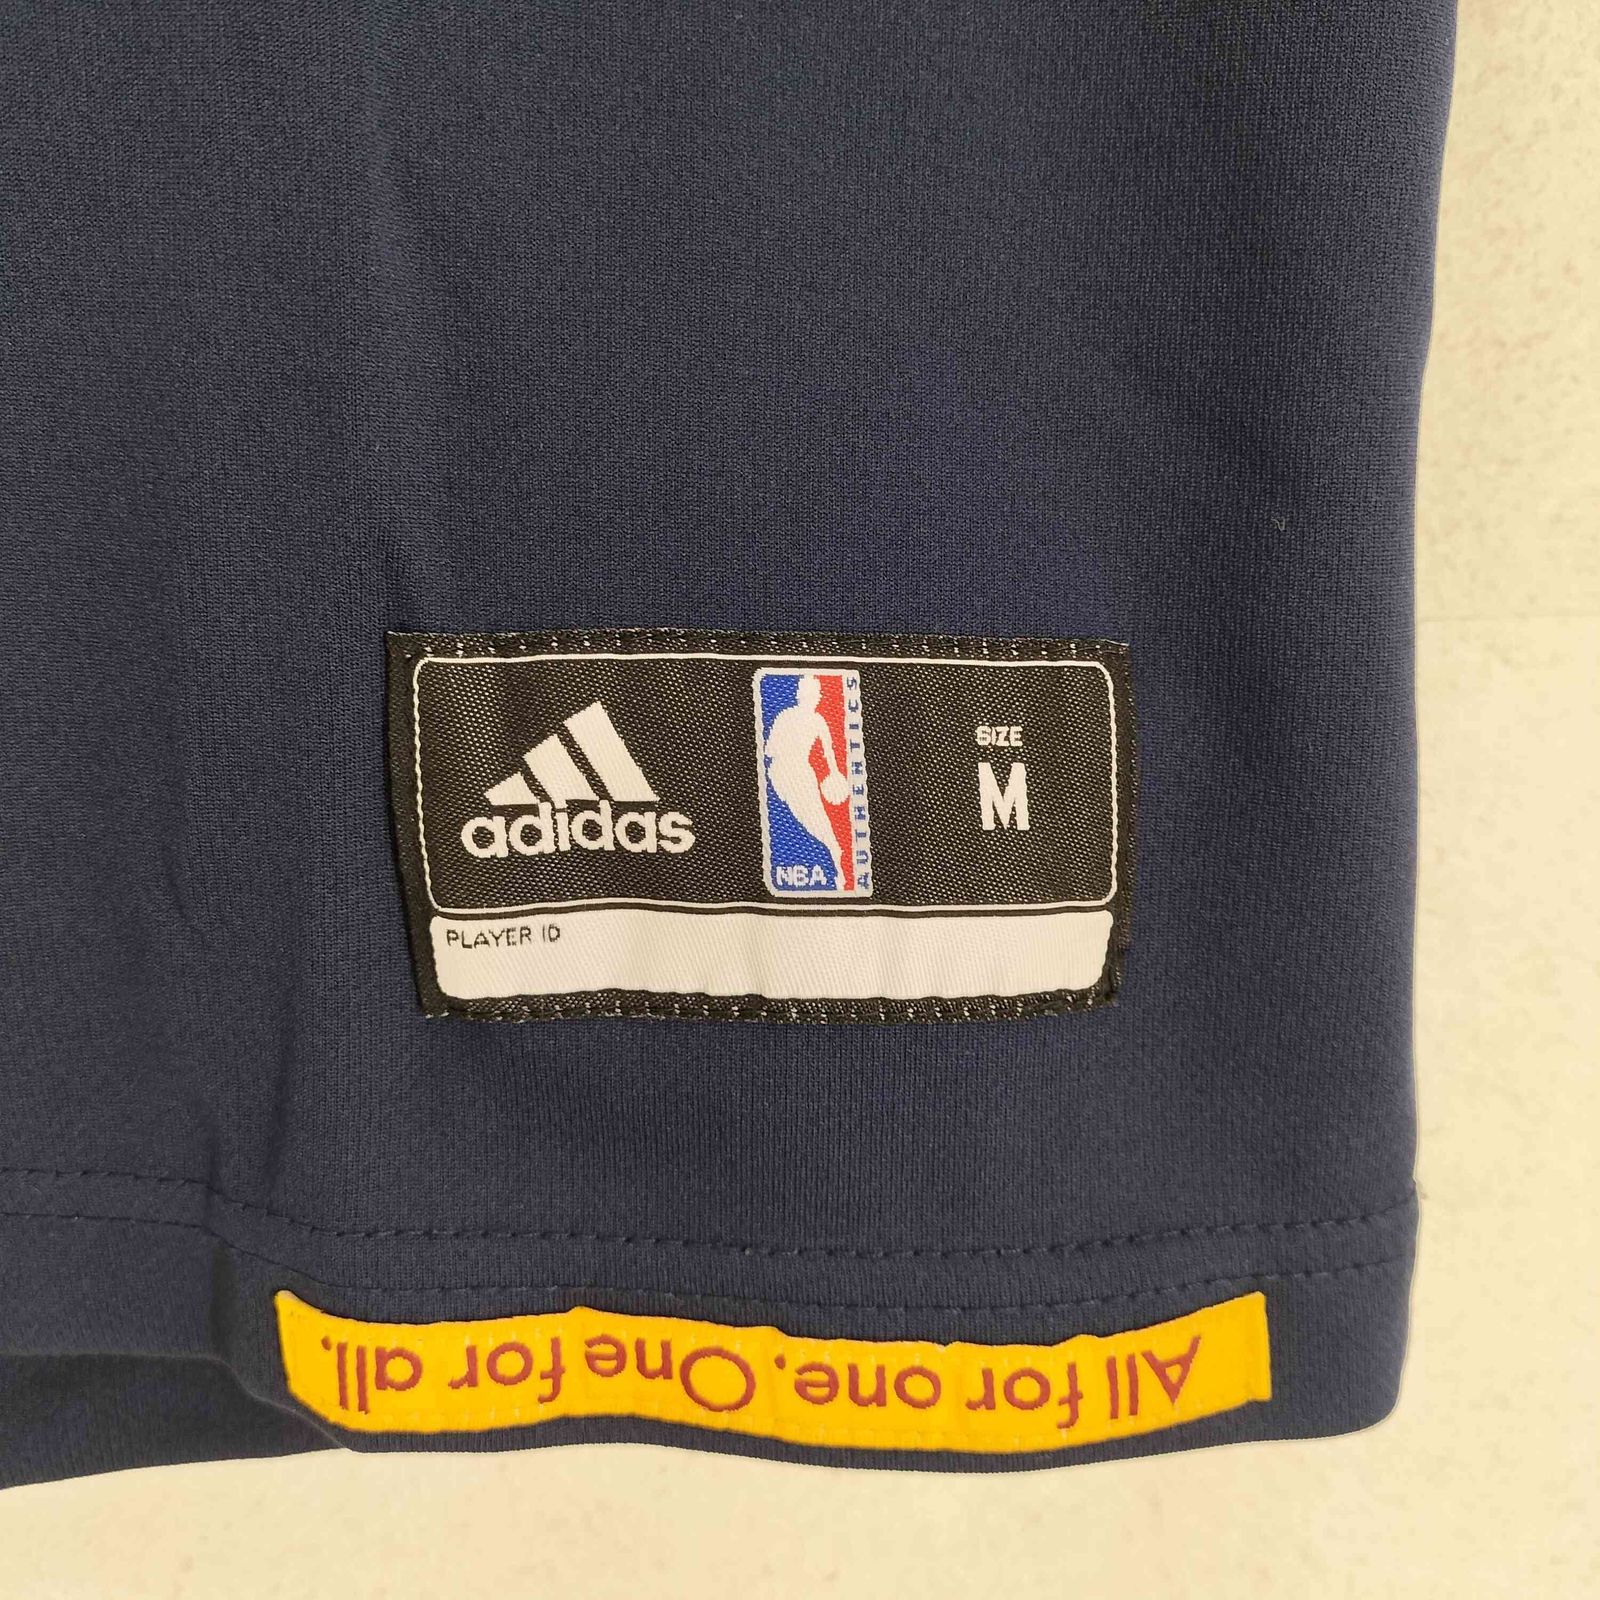 adidas
NBA
AUTHENTICS
SIZE
M
PLAYER ID
All for one. One for all.